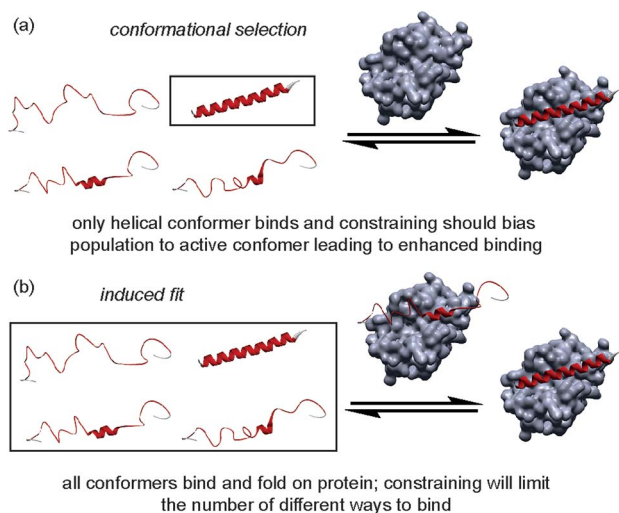 (a)
conformational selection
only helical conformer binds and constraining should bias
population to active confomer leading to enhanced binding
(b)
induced fit
all conformers bind and fold on protein; constraining will limit
the number of different ways to bind